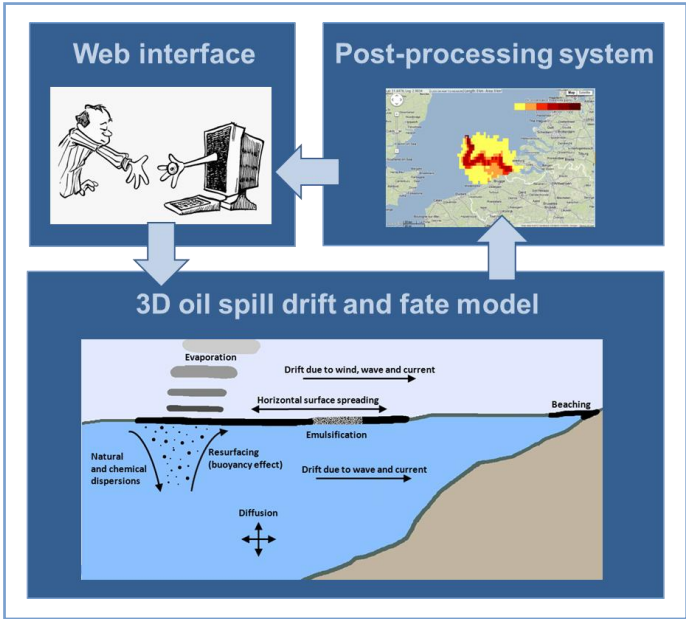 Web interface
Post-processing system
Map
3D oil spill drift and fate model
Evaporation
Drift due to wind, wave and current
Horizontal surface spreading
Beaching
Emulsification
Natural
and chemical
dispersions
Resurfacing
(buoyancy effect)
Drift due to wave and current
Diffusion